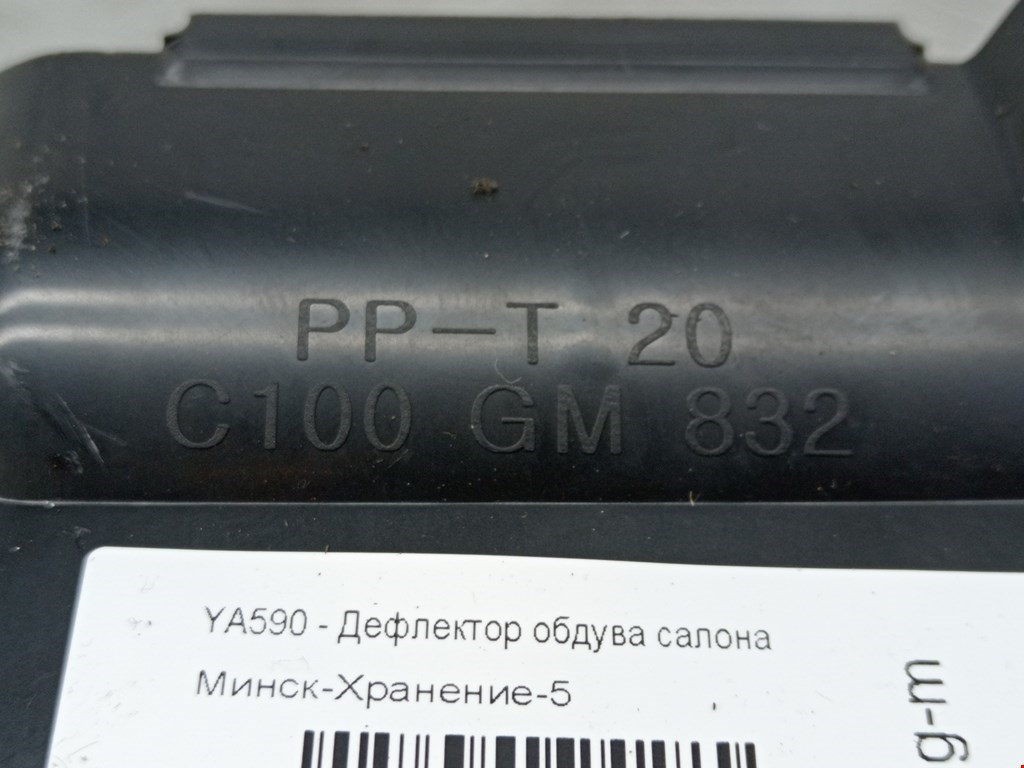 PP-T 20
C100 GM 832
YA590 - Дефлектор обдува салона
Минск-Хранение-5
g-m